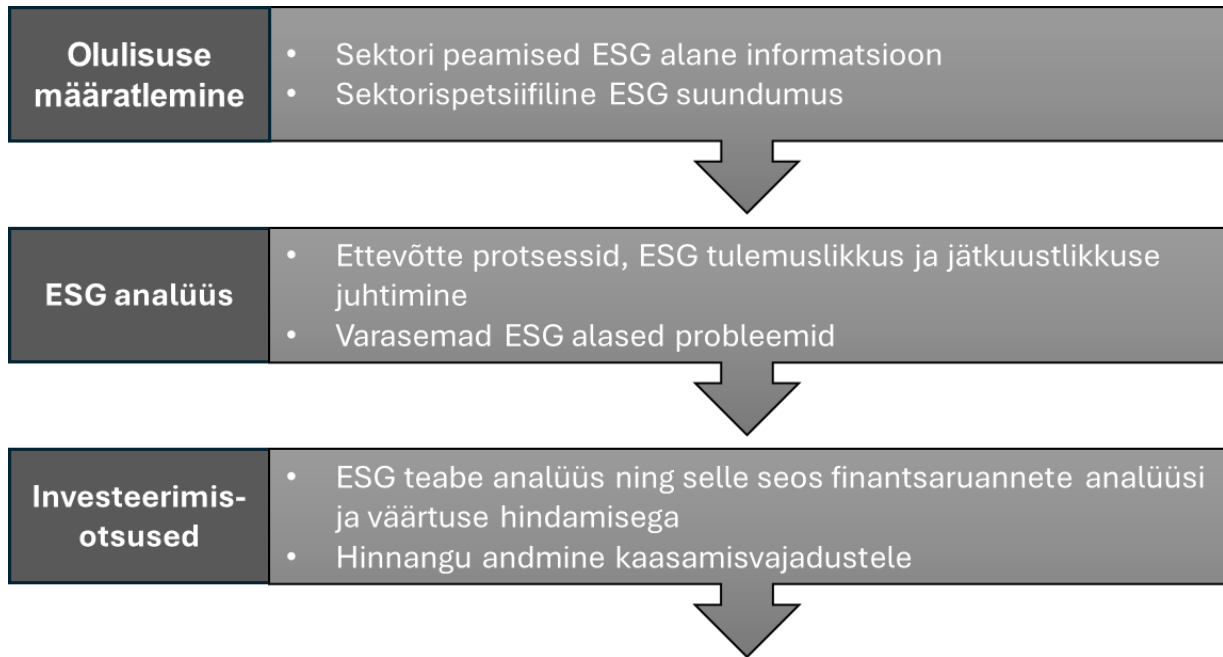 Olulisuse
määratlemine
• Sektori peamised ESG alane informatsioon
• Sektorispetsiifiline ESG suundumus
ESG analüüs
• Ettevõtte protsessid, ESG tulemuslikkus ja jätkuustlikkuse
juhtimine
• Varasemad ESG alased probleemid
Investeerimis-
otsused
• ESG teabe analüüs ning selle seos finantsaruannete analüüsi
ja väärtuse hindamisega
• Hinnangu andmine kaasamisvajadustele